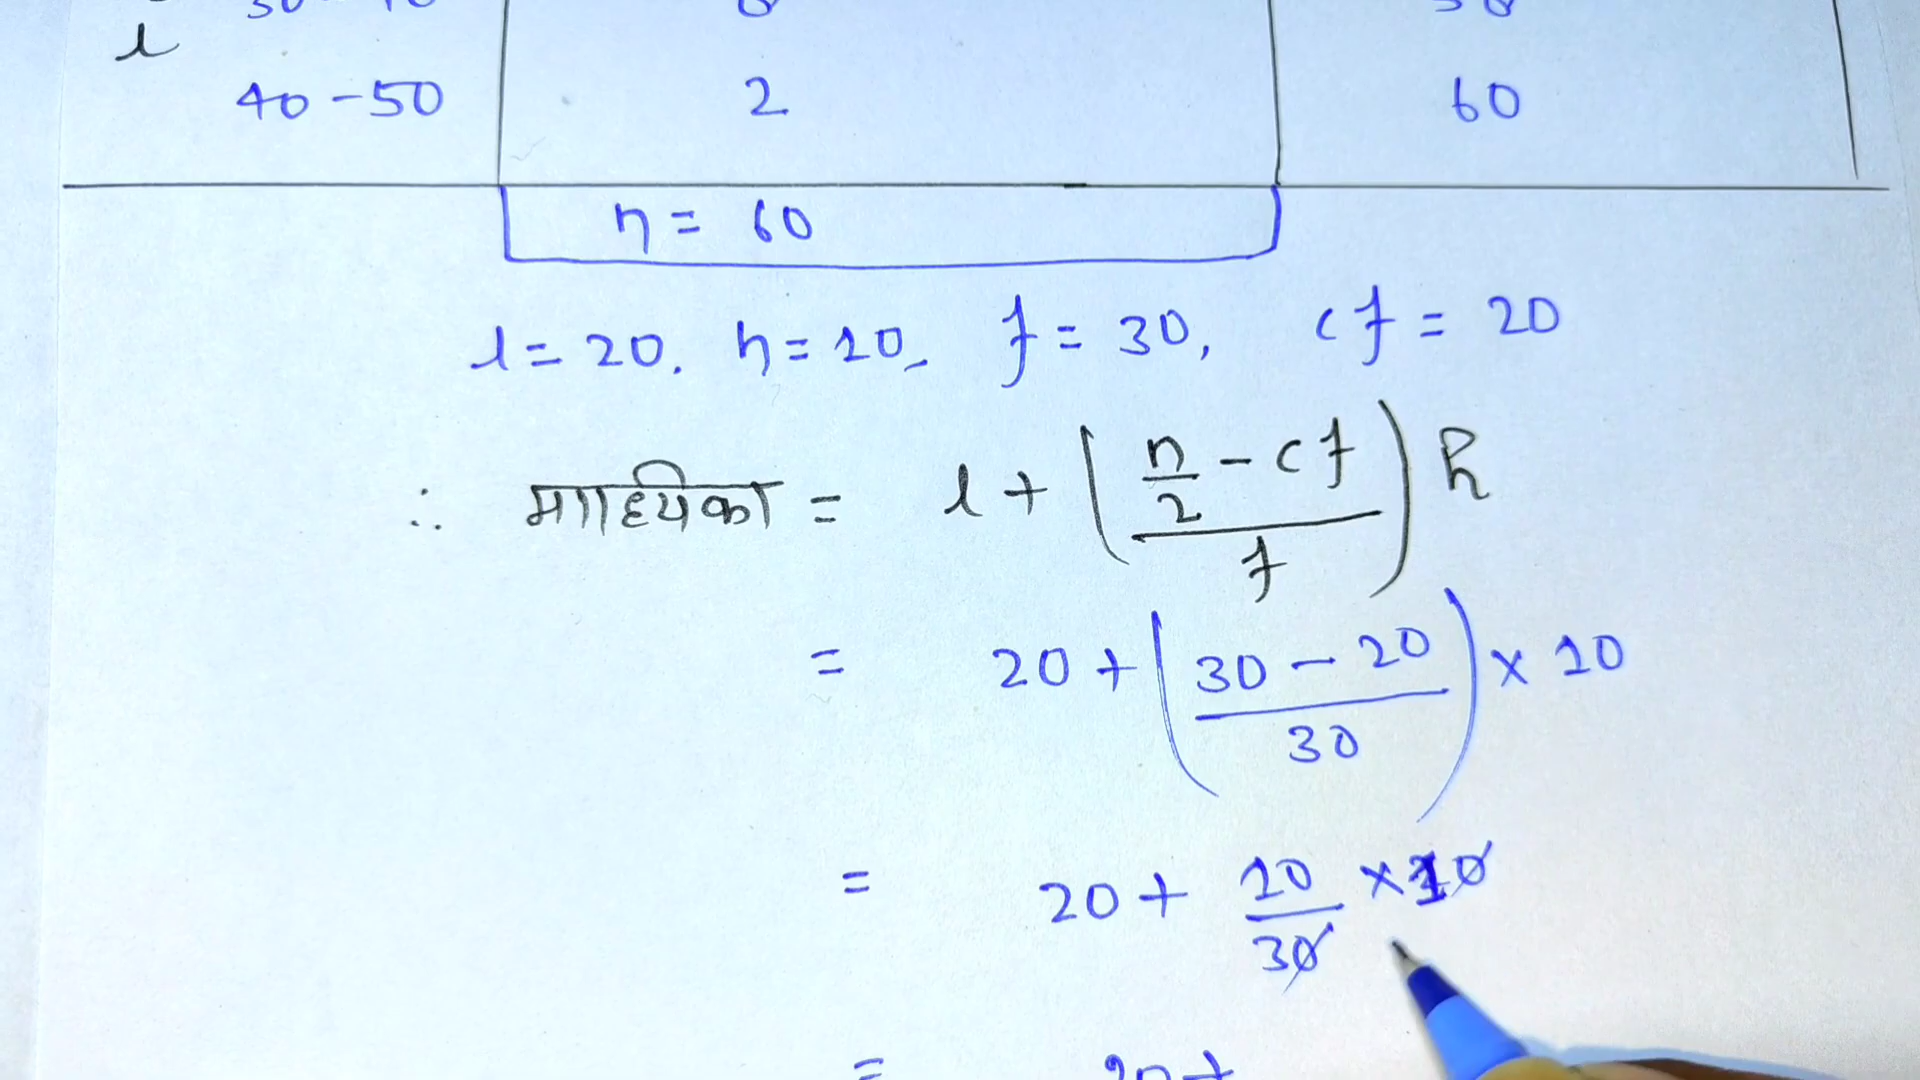 l
40-50 2 60
n = 60
l = 20, h = 10, f = 30, cf = 20
∴ माध्यिका = l + (n/2 - cf / f) h
= 20 + (30 - 20 / 30) × 10
= 20 + 10/30 × 10
= 20 +